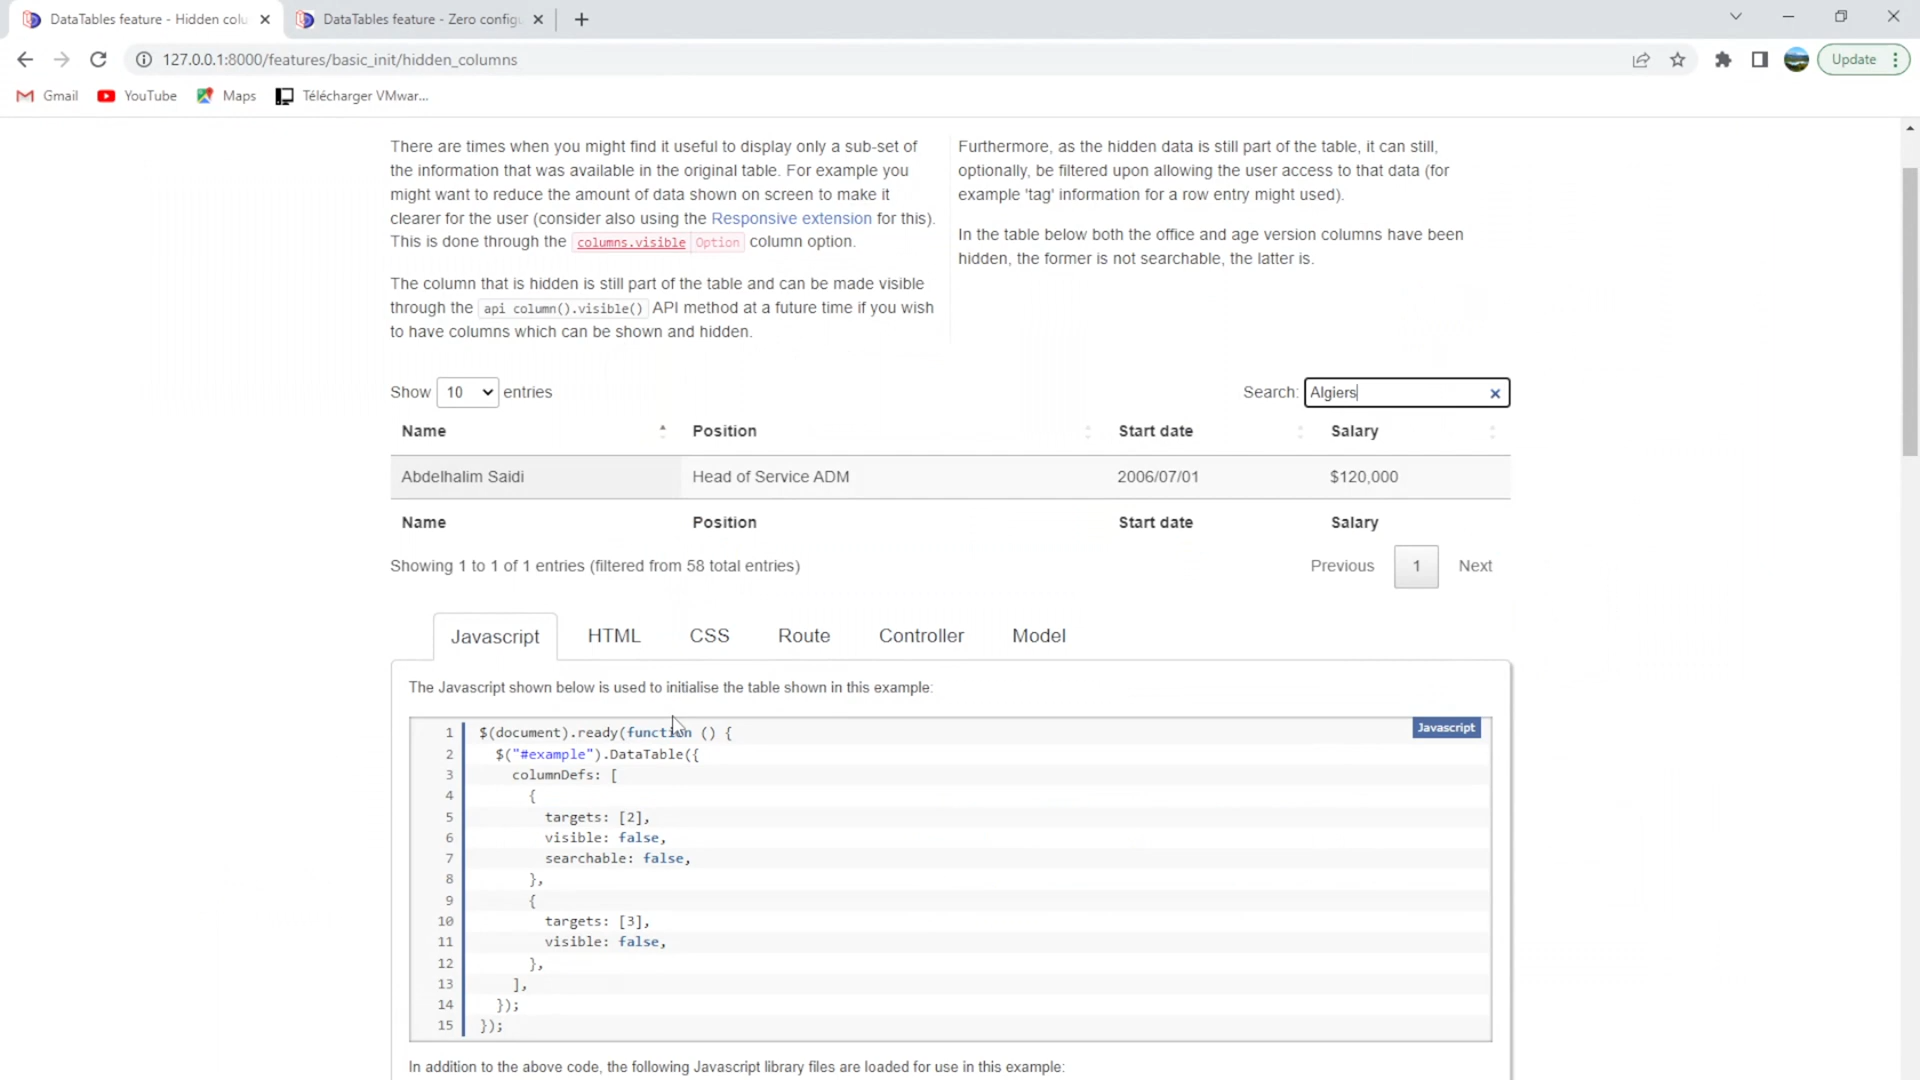 DataTables feature - Hidden colu
DataTables feature - Zero configu
127.0.0.1:8000/features/basic_init/hidden_columns
Update
Gmail
YouTube
Maps
Télécharger VMwar...
There are times when you might find it useful to display only a sub-set of
the information that was available in the original table. For example you
might want to reduce the amount of data shown on screen to make it
clearer for the user (consider also using the Responsive extension for this).
This is done through the columns.visible Option column option.
The column that is hidden is still part of the table and can be made visible
through the api column().visible() API method at a future time if you wish
to have columns which can be shown and hidden.
Furthermore, as the hidden data is still part of the table, it can still,
optionally, be filtered upon allowing the user access to that data (for
example 'tag' information for a row entry might used).
In the table below both the office and age version columns have been
hidden, the former is not searchable, the latter is.
Show 10 entries
Search: Algiers
Name Position Start date Salary
Abdelhalim Saidi Head of Service ADM 2006/07/01 $120,000
Name Position Start date Salary
Showing 1 to 1 of 1 entries (filtered from 58 total entries)
Previous 1 Next
Javascript HTML CSS Route Controller Model
The Javascript shown below is used to initialise the table shown in this example:
Javascript
1 $(document).ready(function () {
2 $("#example").DataTable({
3 columnDefs: [
4 {
5 targets: [2],
6 visible: false,
7 searchable: false,
8 },
9 {
10 targets: [3],
11 visible: false,
12 },
13 ],
14 });
15 });
In addition to the above code, the following Javascript library files are loaded for use in this example: